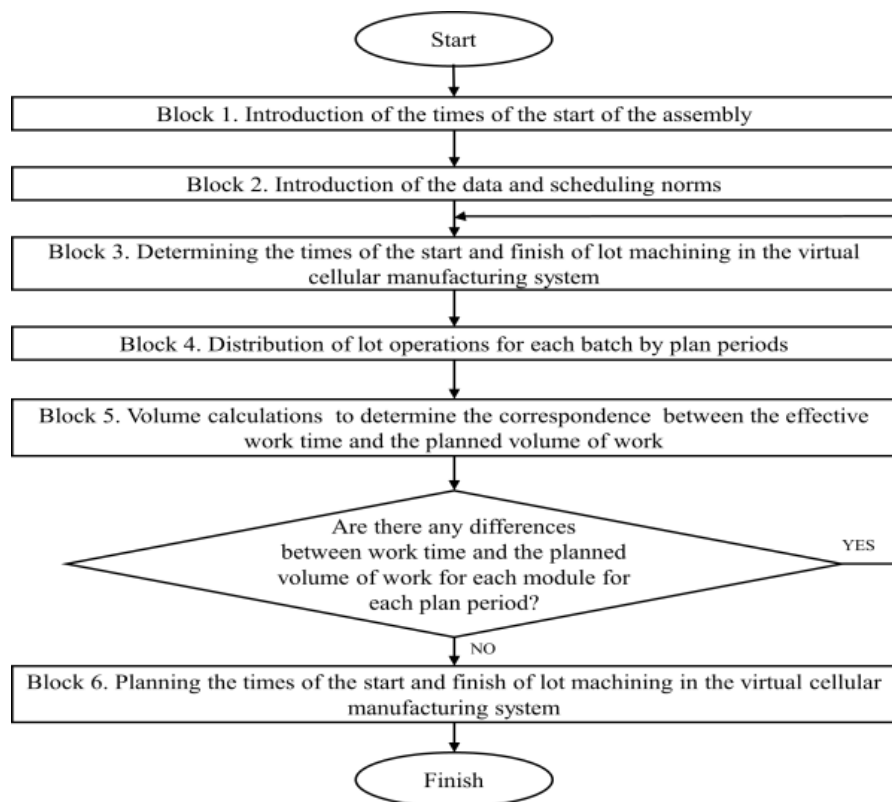 Start
Block 1. Introduction of the times of the start of the assembly
Block 2. Introduction of the data and scheduling norms
Block 3. Determining the times of the start and finish of lot machining in the virtual
cellular manufacturing system
Block 4. Distribution of lot operations for each batch by plan periods
Block 5. Volume calculations to determine the correspondence between the effective
work time and the planned volume of work
Are there any differences
between work time and the planned
volume of work for each module for
each plan period?
YES
NO
Block 6. Planning the times of the start and finish of lot machining in the virtual cellular
manufacturing system
Finish